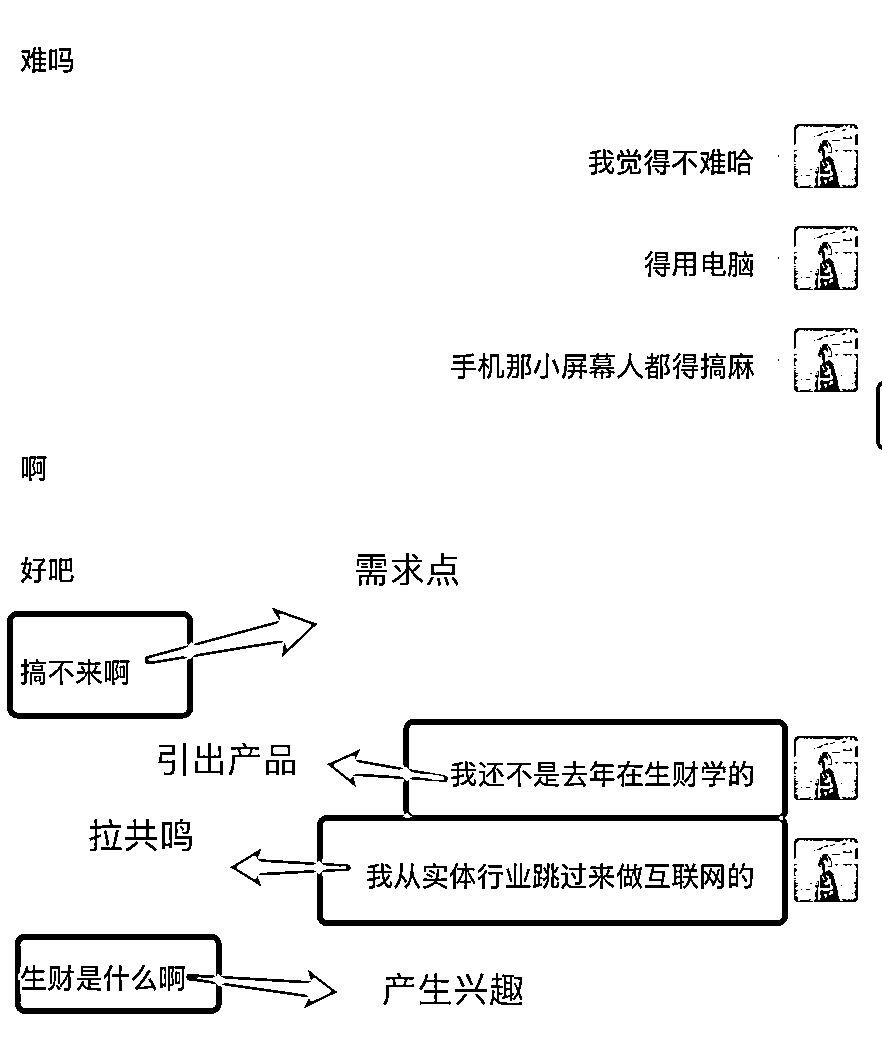 难吗
我觉得不难哈
得用电脑
手机那小屏幕人都得搞麻
啊
好吧
需求点
搞不来啊
引出产品
我还不是去年在生财学的
拉共鸣
我从实体行业跳过来做互联网的
生财是什么啊
产生兴趣